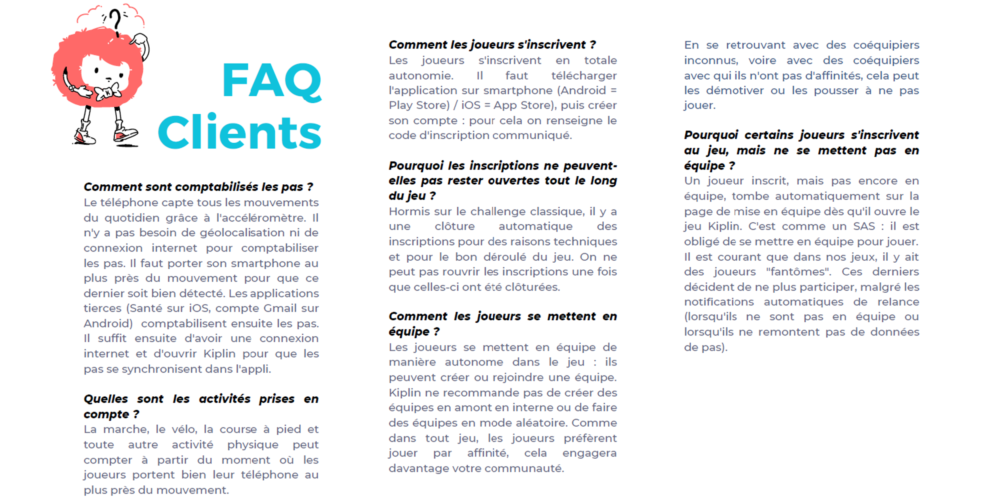 ?
FAQ
Clients
K
Comment sont comptabilisés les pas ?
Le téléphone capte tous les mouvements
du quotidien grâce à l'accéléromètre. Il
n'y a pas besoin de géolocalisation ni de
connexion internet pour comptabiliser
les pas. Il faut porter son smartphone au
plus près du mouvement pour que ce
dernier soit bien détecté. Les applications
tierces (Santé sur iOS, compte Gmail sur
Android) comptabilisent ensuite les pas.
Il suffit ensuite d'avoir une connexion
internet et d'ouvrir Kiplin pour que les
pas se synchronisent dans l'appli.
Quelles sont les activités prises en
compte ?
La marche, le vélo, la course à pied et
toute autre activité physique peut
compter à partir du moment où les
joueurs portent bien leur téléphone au
plus près du mouvement.
Comment les joueurs s'inscrivent ?
Les joueurs s'inscrivent en totale
autonomie. Il faut télécharger
l'application sur smartphone (Android =
Play Store) / iOS = App Store), puis créer
son compte : pour cela on renseigne le
code d'inscription communiqué.
Pourquoi les inscriptions ne peuvent-
elles pas rester ouvertes tout le long
du jeu ?
Hormis sur le challenge classique, il y a
une clôture automatique des
inscriptions pour des raisons techniques
et pour le bon déroulé du jeu. On ne
peut pas rouvrir les inscriptions une fois
que celles-ci ont été clôturées.
Comment les joueurs se mettent en
équipe ?
Les joueurs se mettent en équipe de
manière autonome dans le jeu : ils
peuvent créer ou rejoindre une équipe.
Kiplin ne recommande pas de créer des
équipes en amont en interne ou de faire
des équipes en mode aléatoire. Comme
dans tout jeu, les joueurs préfèrent
jouer par affinité, cela engagera
davantage votre communauté.
En se retrouvant avec des coéquipiers
inconnus, voire avec des coéquipiers
avec qui ils n'ont pas d'affinités, cela peut
les démotiver ou les pousser à ne pas
jouer.
Pourquoi certains joueurs s'inscrivent
au jeu, mais ne se mettent pas en
équipe ?
Un joueur inscrit, mais pas encore en
équipe, tombe automatiquement sur la
page de mise en équipe dès qu'il ouvre le
jeu Kiplin. C'est comme un SAS : il est
obligé de se mettre en équipe pour jouer.
Il est courant que dans nos jeux, il y ait
des joueurs "fantômes". Ces derniers
décident de ne plus participer, malgré les
notifications automatiques de relance
(lorsqu'ils ne sont pas en équipe ou
lorsqu'ils ne remontent pas de données
de pas).